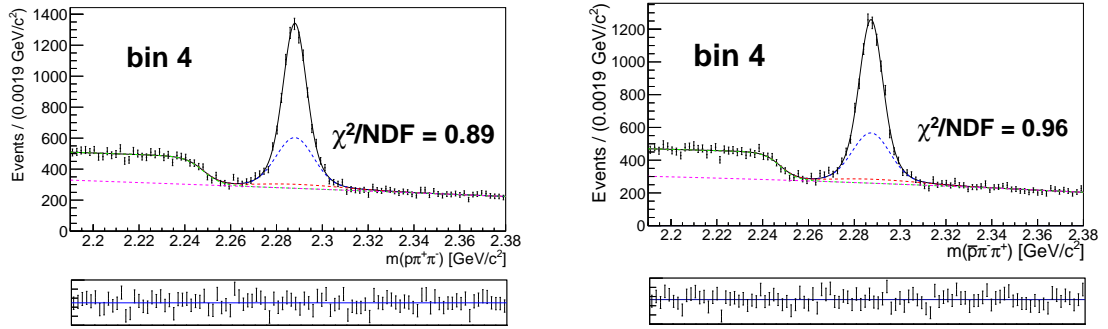 Events / (0.0019 GeV/c²)
1400
1200
1000
800
600
400
200
0
bin 4
χ²/NDF = 0.89
2.2 2.22 2.24 2.26 2.28 2.3 2.32 2.34 2.36 2.38
m(pπ⁺π⁻) [GeV/c²]
Events / (0.0019 GeV/c²)
1200
1000
800
600
400
200
0
bin 4
χ²/NDF = 0.96
2.2 2.22 2.24 2.26 2.28 2.3 2.32 2.34 2.36 2.38
m(p̅π⁻π⁺) [GeV/c²]